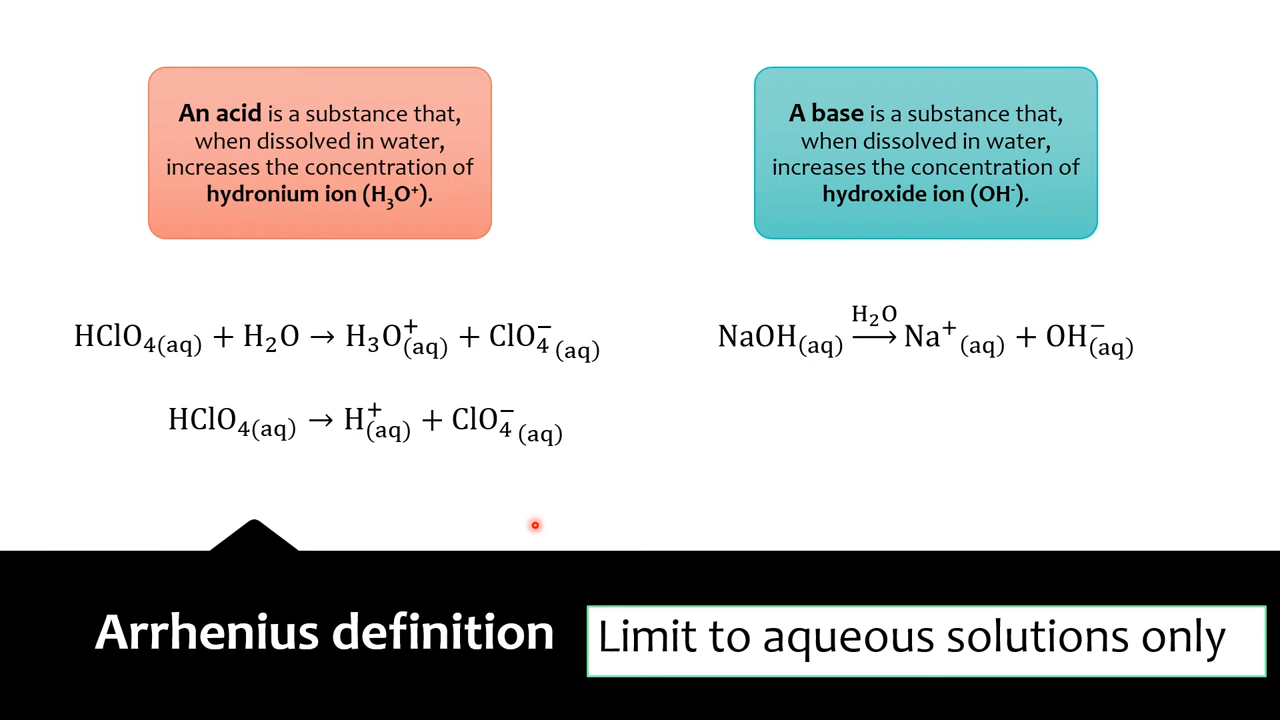 An acid is a substance that,
when dissolved in water,
increases the concentration of
hydronium ion (H₃O⁺).
A base is a substance that,
when dissolved in water,
increases the concentration of
hydroxide ion (OH⁻).
HClO₄(aq) + H₂O → H₃O⁺(aq) + ClO₄⁻(aq)
HClO₄(aq) → H⁺(aq) + ClO₄⁻(aq)
H₂O
NaOH(aq) ⟶ Na⁺(aq) + OH⁻(aq)
Arrhenius definition
Limit to aqueous solutions only